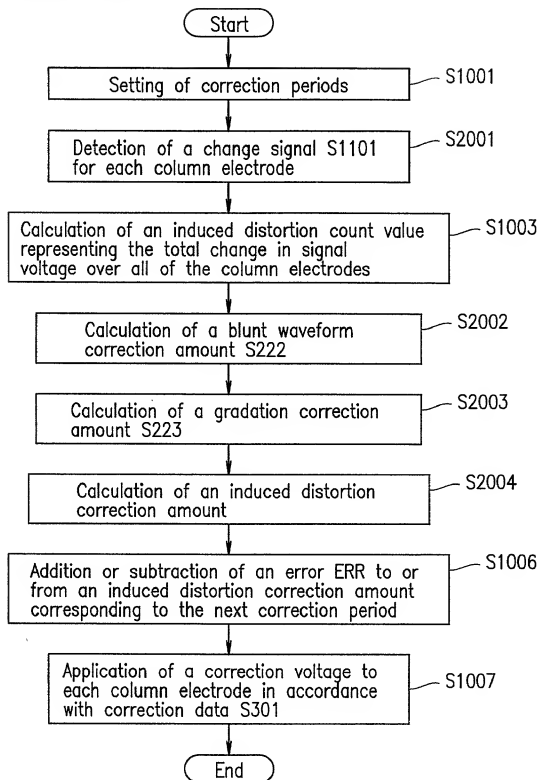 Start
Setting of correction periods
S1001
Detection of a change signal S1101
for each column electrode
S2001
Calculation of an induced distortion count value
representing the total change in signal
voltage over all of the column electrodes
S1003
Calculation of a blunt waveform
correction amount S222
S2002
Calculation of a gradation correction
amount S223
S2003
Calculation of an induced distortion
correction amount
S2004
Addition or subtraction of an error ERR to or
from an induced distortion correction amount
corresponding to the next correction period
S1006
Application of a correction voltage to
each column electrode in accordance
with correction data S301
S1007
End